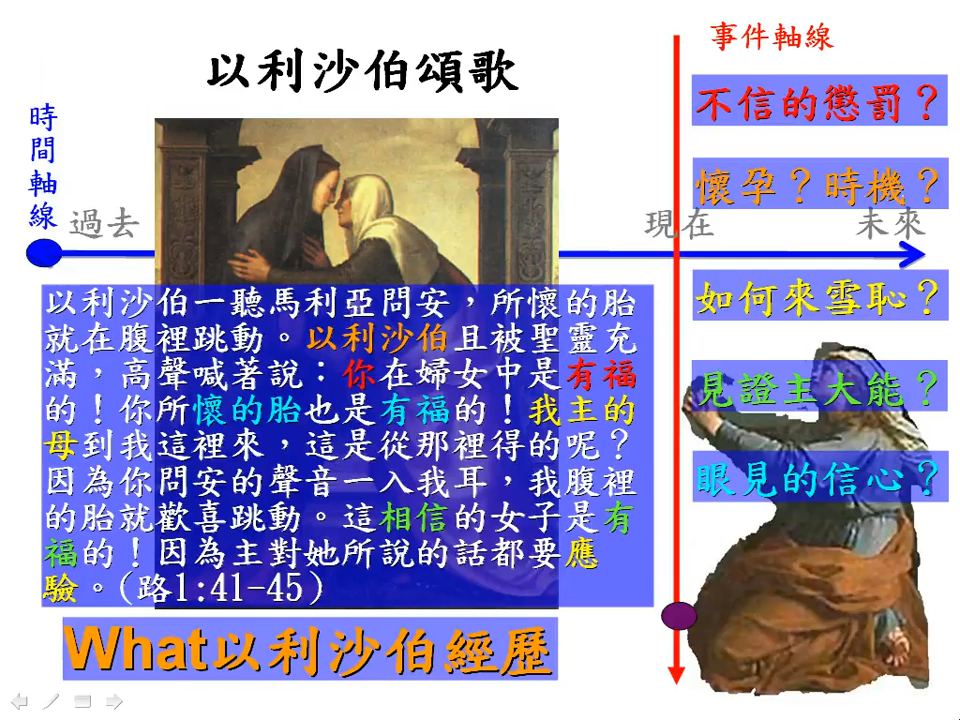 以利沙伯頌歌
事件軸線
時間軸線
過去
現在
未來
不信的懲罰？
懷孕？時機？
如何來雪恥？
見證主大能？
眼見的信心？
以利沙伯一聽馬利亞問安，所懷的胎
就在腹裡跳動。以利沙伯且被聖靈充
滿，高聲喊著說：你在婦女中是有福
的！你所懷的胎也是有福的！我主的
母到我這裡來，這是從那裡得的呢？
因為你問安的聲音一入我耳，我腹裡
的胎就歡喜跳動。這相信的女子是有
福的！因為主對她所說的話都要應
驗。(路1:41-45)
What以利沙伯經歷